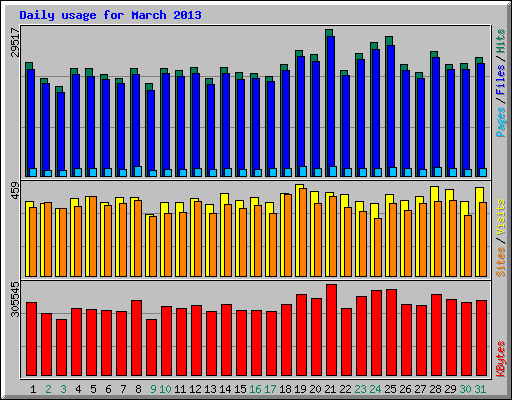 Daily usage for March 2013
29517
Pages / Files / Hits
459
Sites / Visits
305545
KBytes
1 2 3 4 5 6 7 8 9 10 11 12 13 14 15 16 17 18 19 20 21 22 23 24 25 26 27 28 29 30 31